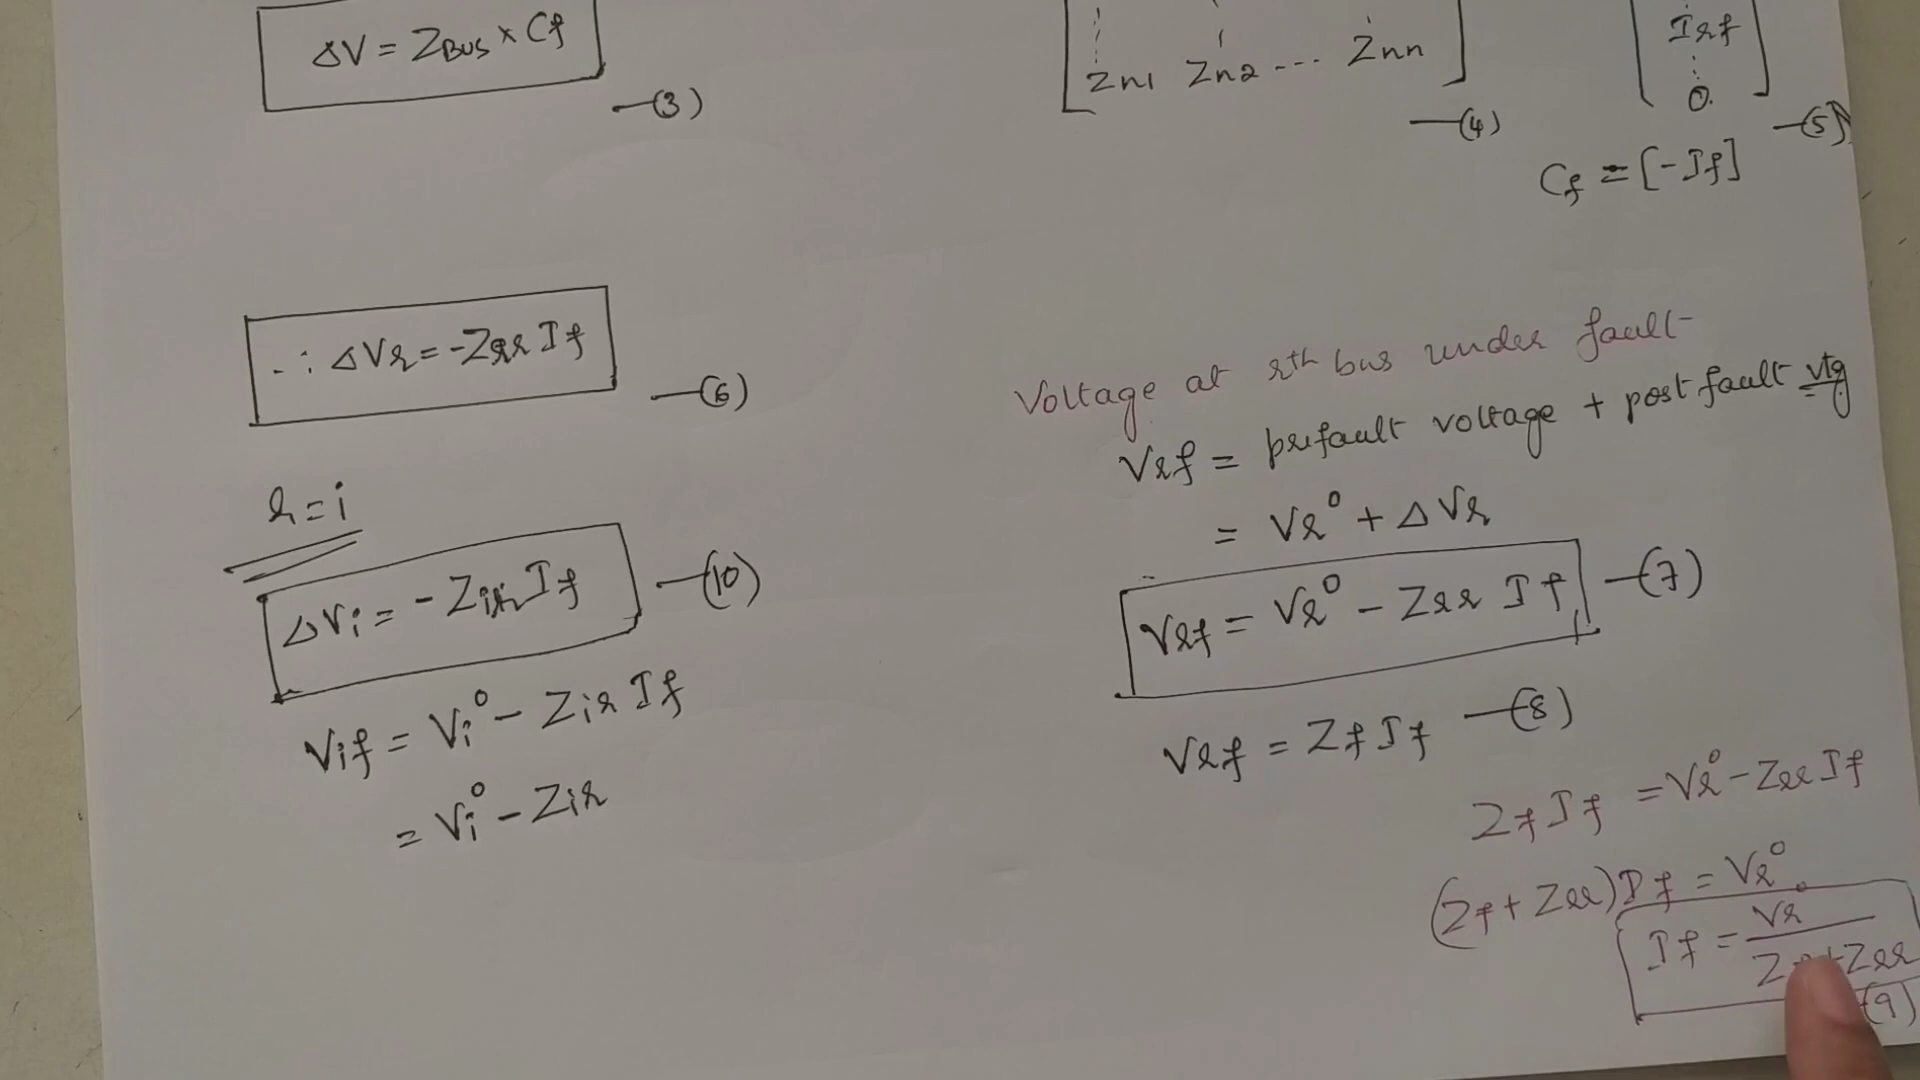 ΔV = ZBUS × Cf
—(3)
Zn1 Zn2 --- Znn
—(4)
Irf
0
—(5)
Cf = [-If]
∴ ΔVr = -Zrr If
—(6)
r = i
ΔVi = - Zir If —(10)
Vif = Vi° - Zir If
= Vi° - Zir
Voltage at rth bus under fault
Vrf = prefault voltage + post fault vtg
= Vr° + ΔVr
Vrf = Vr° - Zrr If —(7)
Vrf = Zf If —(8)
Zf If = Vr° - Zrr If
(Zf + Zrr) If = Vr°
If = Vr° / Z + Zrr
(9)